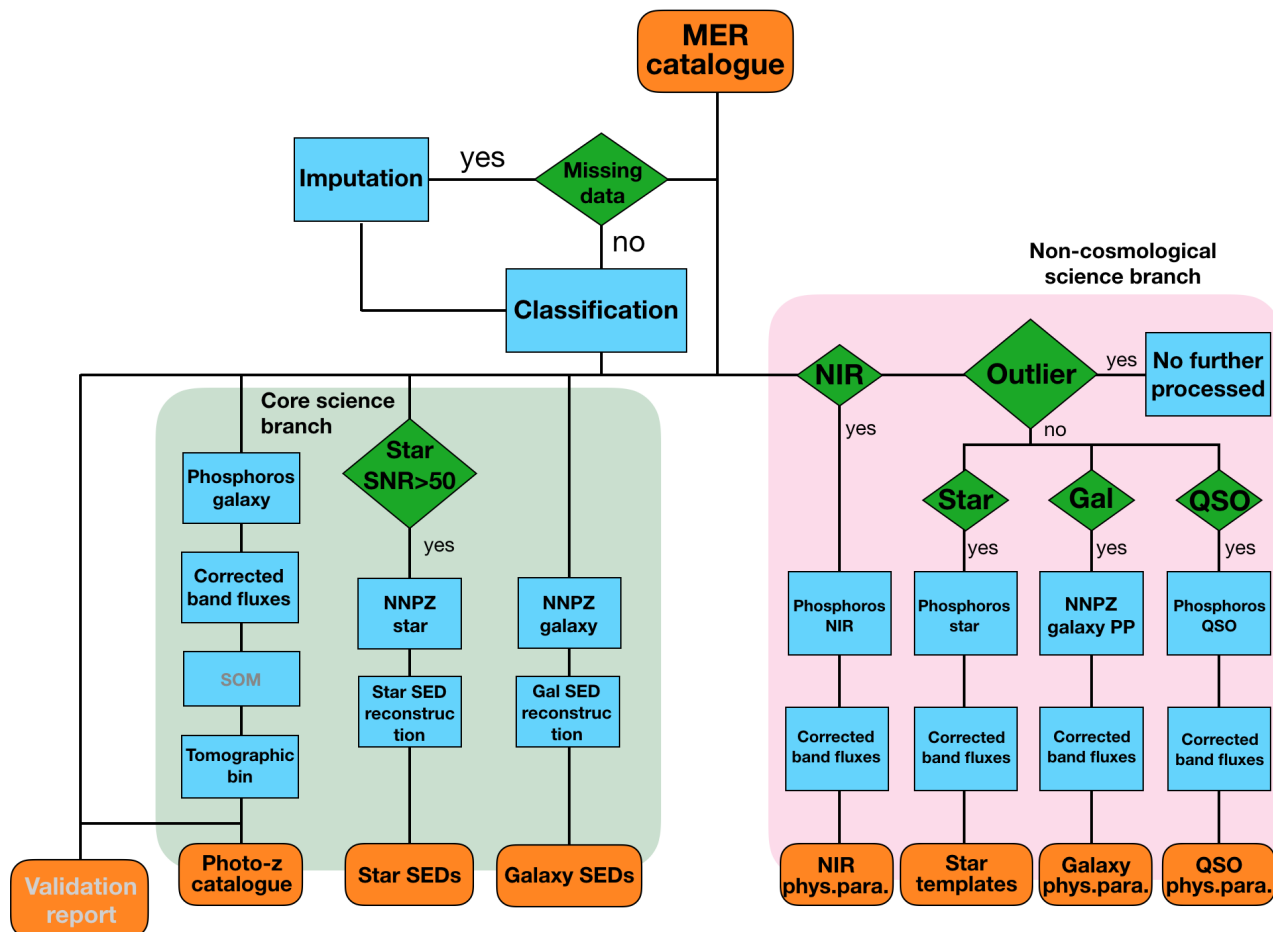 MER
catalogue
yes
Missing
data
Imputation
no
Classification
Non-cosmological
science branch
NIR
Outlier
yes
No further
processed
yes
no
Core science
branch
Star
SNR>50
yes
Phosphoros
galaxy
Corrected
band fluxes
SOM
Tomographic
bin
NNPZ
star
Star SED
reconstruc
tion
NNPZ
galaxy
Gal SED
reconstruc
tion
Star
Gal
QSO
yes
yes
yes
Phosphoros
NIR
Phosphoros
star
NNPZ
galaxy PP
Phosphoros
QSO
Corrected
band fluxes
Corrected
band fluxes
Corrected
band fluxes
Corrected
band fluxes
Validation
report
Photo-z
catalogue
Star SEDs
Galaxy SEDs
NIR
phys.para.
Star
templates
Galaxy
phys.para.
QSO
phys.para.